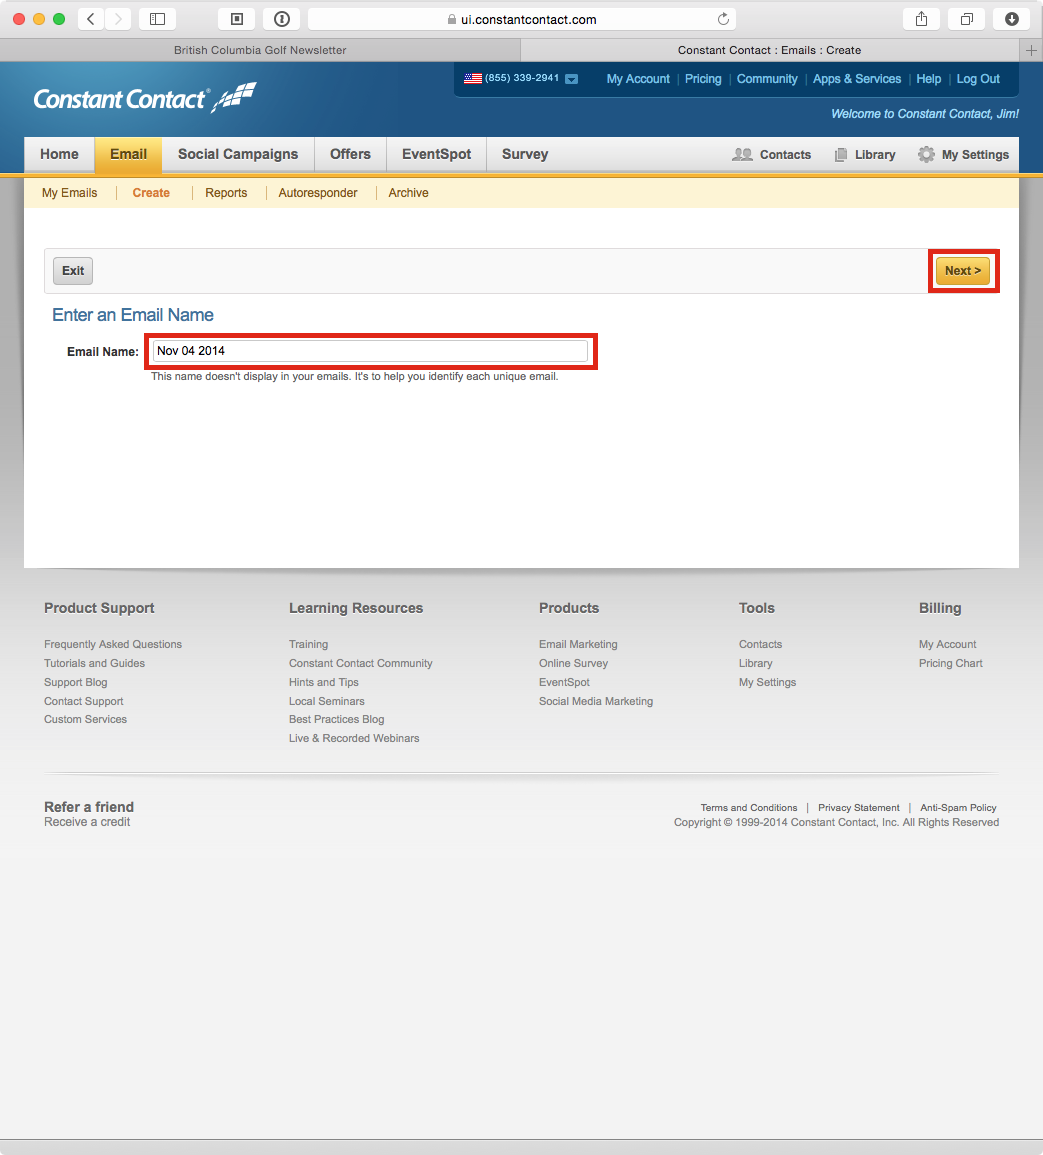 ui.constantcontact.com
British Columbia Golf Newsletter
Constant Contact : Emails : Create
Constant Contact®
(855) 339-2941
My Account | Pricing | Community | Apps & Services | Help | Log Out
Welcome to Constant Contact, Jim!
Home
Email
Social Campaigns
Offers
EventSpot
Survey
Contacts
Library
My Settings
My Emails
Create
Reports
Autoresponder
Archive
Exit
Next >
Enter an Email Name
Email Name: Nov 04 2014
This name doesn't display in your emails. It's to help you identify each unique email.
Product Support
Frequently Asked Questions
Tutorials and Guides
Support Blog
Contact Support
Custom Services
Learning Resources
Training
Constant Contact Community
Hints and Tips
Local Seminars
Best Practices Blog
Live & Recorded Webinars
Products
Email Marketing
Online Survey
EventSpot
Social Media Marketing
Tools
Contacts
Library
My Settings
Billing
My Account
Pricing Chart
Refer a friend
Receive a credit
Terms and Conditions | Privacy Statement | Anti-Spam Policy
Copyright © 1999-2014 Constant Contact, Inc. All Rights Reserved